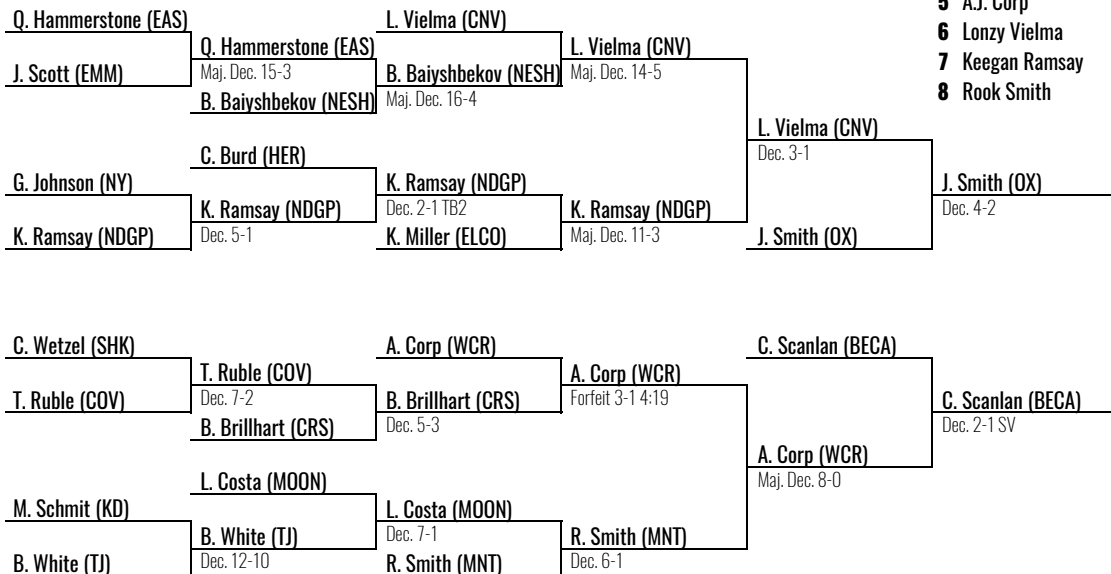 5 A.J. Corp
6 Lonzy Vielma
7 Keegan Ramsay
8 Rook Smith
Q. Hammerstone (EAS)
J. Scott (EMM)
G. Johnson (NY)
K. Ramsay (NDGP)
Q. Hammerstone (EAS)
Maj. Dec. 15-3
B. Baiyshbekov (NESH)
C. Burd (HER)
K. Ramsay (NDGP)
Dec. 5-1
L. Vielma (CNV)
B. Baiyshbekov (NESH)
Maj. Dec. 16-4
K. Ramsay (NDGP)
Dec. 2-1 TB2
K. Miller (ELCO)
L. Vielma (CNV)
Maj. Dec. 14-5
K. Ramsay (NDGP)
Maj. Dec. 11-3
L. Vielma (CNV)
Dec. 3-1
J. Smith (OX)
J. Smith (OX)
Dec. 4-2
C. Wetzel (SHK)
T. Ruble (COV)
M. Schmit (KD)
B. White (TJ)
T. Ruble (COV)
Dec. 7-2
B. Brillhart (CRS)
L. Costa (MOON)
B. White (TJ)
Dec. 12-10
A. Corp (WCR)
B. Brillhart (CRS)
Dec. 5-3
L. Costa (MOON)
Dec. 7-1
R. Smith (MNT)
A. Corp (WCR)
Forfeit 3-1 4:19
R. Smith (MNT)
Dec. 6-1
C. Scanlan (BECA)
A. Corp (WCR)
Maj. Dec. 8-0
C. Scanlan (BECA)
Dec. 2-1 SV